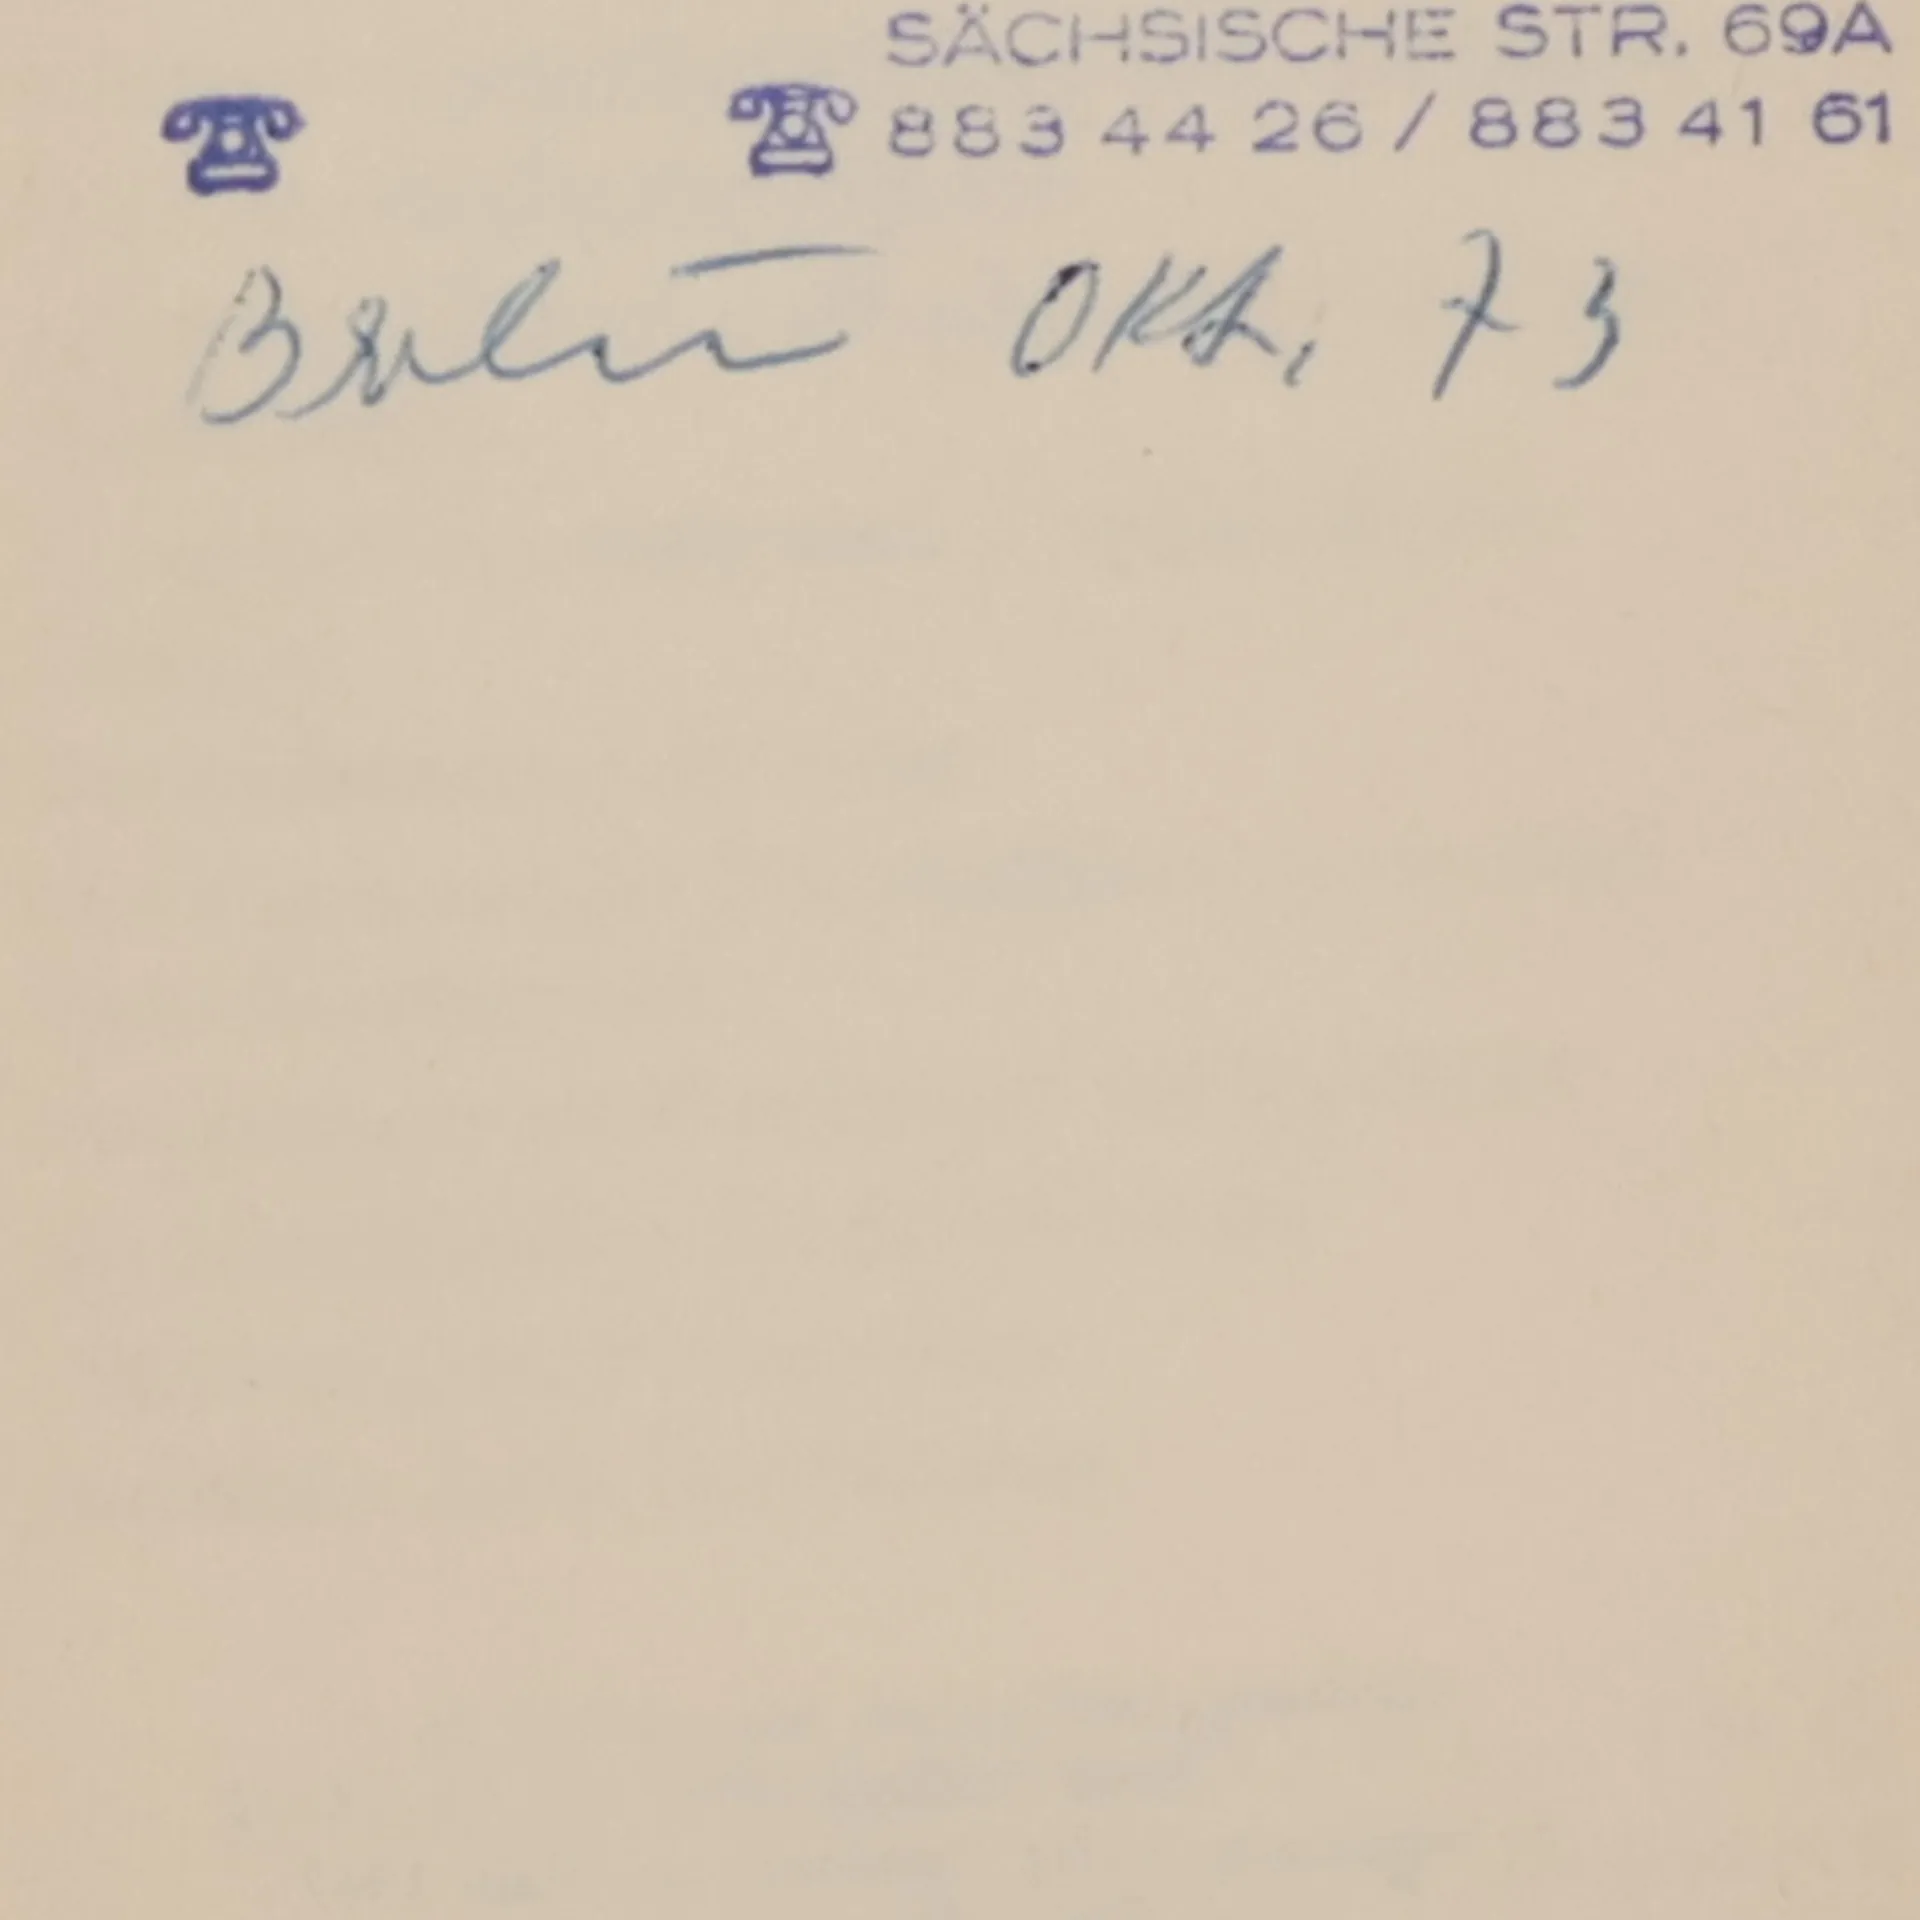 SÄCHSISCHE STR. 69A
☎ ☎ 883 44 26 / 883 41 61
Berlin Okt. 73